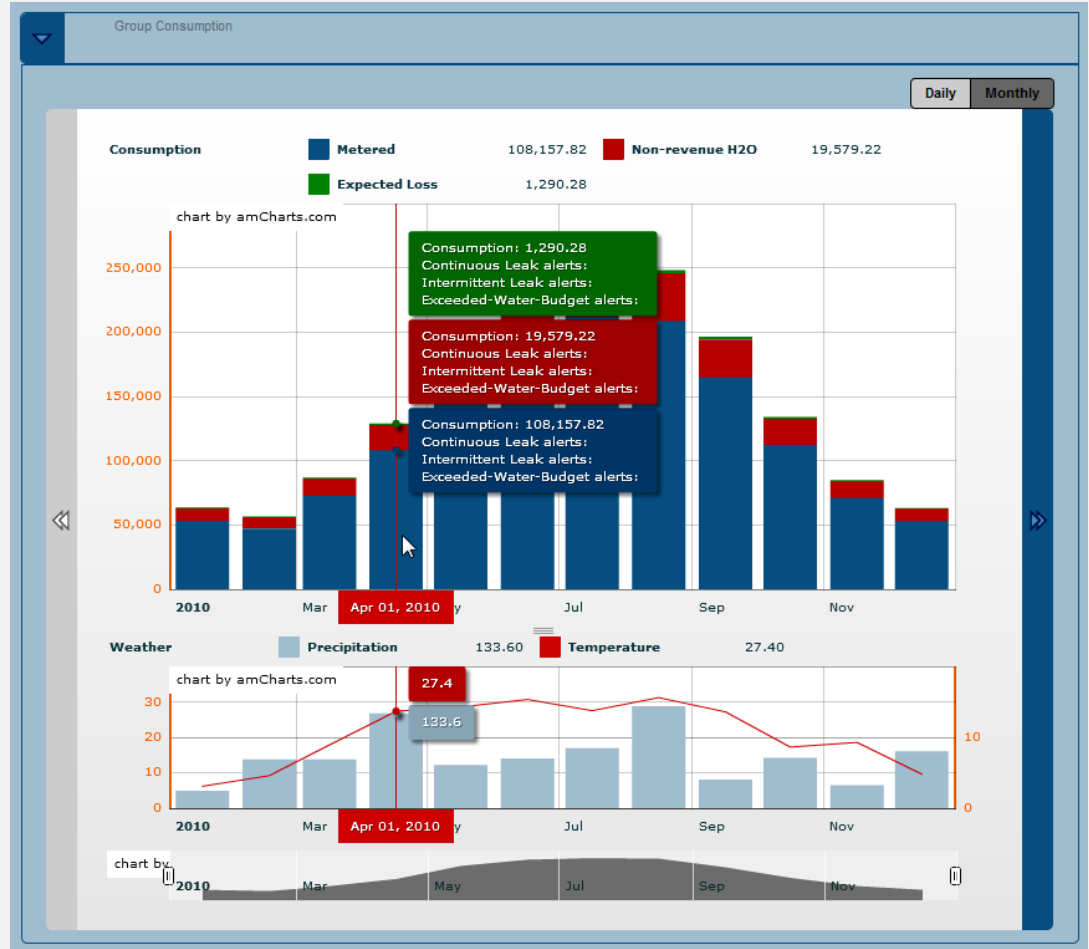 Group Consumption
Daily Monthly
Consumption Metered 108,157.82 Non-revenue H2O 19,579.22
Expected Loss 1,290.28
chart by amCharts.com
250,000
200,000
150,000
100,000
50,000
0
Consumption: 1,290.28
Continuous Leak alerts:
Intermittent Leak alerts:
Exceeded-Water-Budget alerts:
Consumption: 19,579.22
Continuous Leak alerts:
Intermittent Leak alerts:
Exceeded-Water-Budget alerts:
Consumption: 108,157.82
Continuous Leak alerts:
Intermittent Leak alerts:
Exceeded-Water-Budget alerts:
2010 Mar Apr 01, 2010 y Jul Sep Nov
Weather Precipitation 133.60 Temperature 27.40
chart by amCharts.com
27.4
133.6
30
20 10
10
0 0
2010 Mar Apr 01, 2010 y Jul Sep Nov
chart by
2010 Mar May Jul Sep Nov